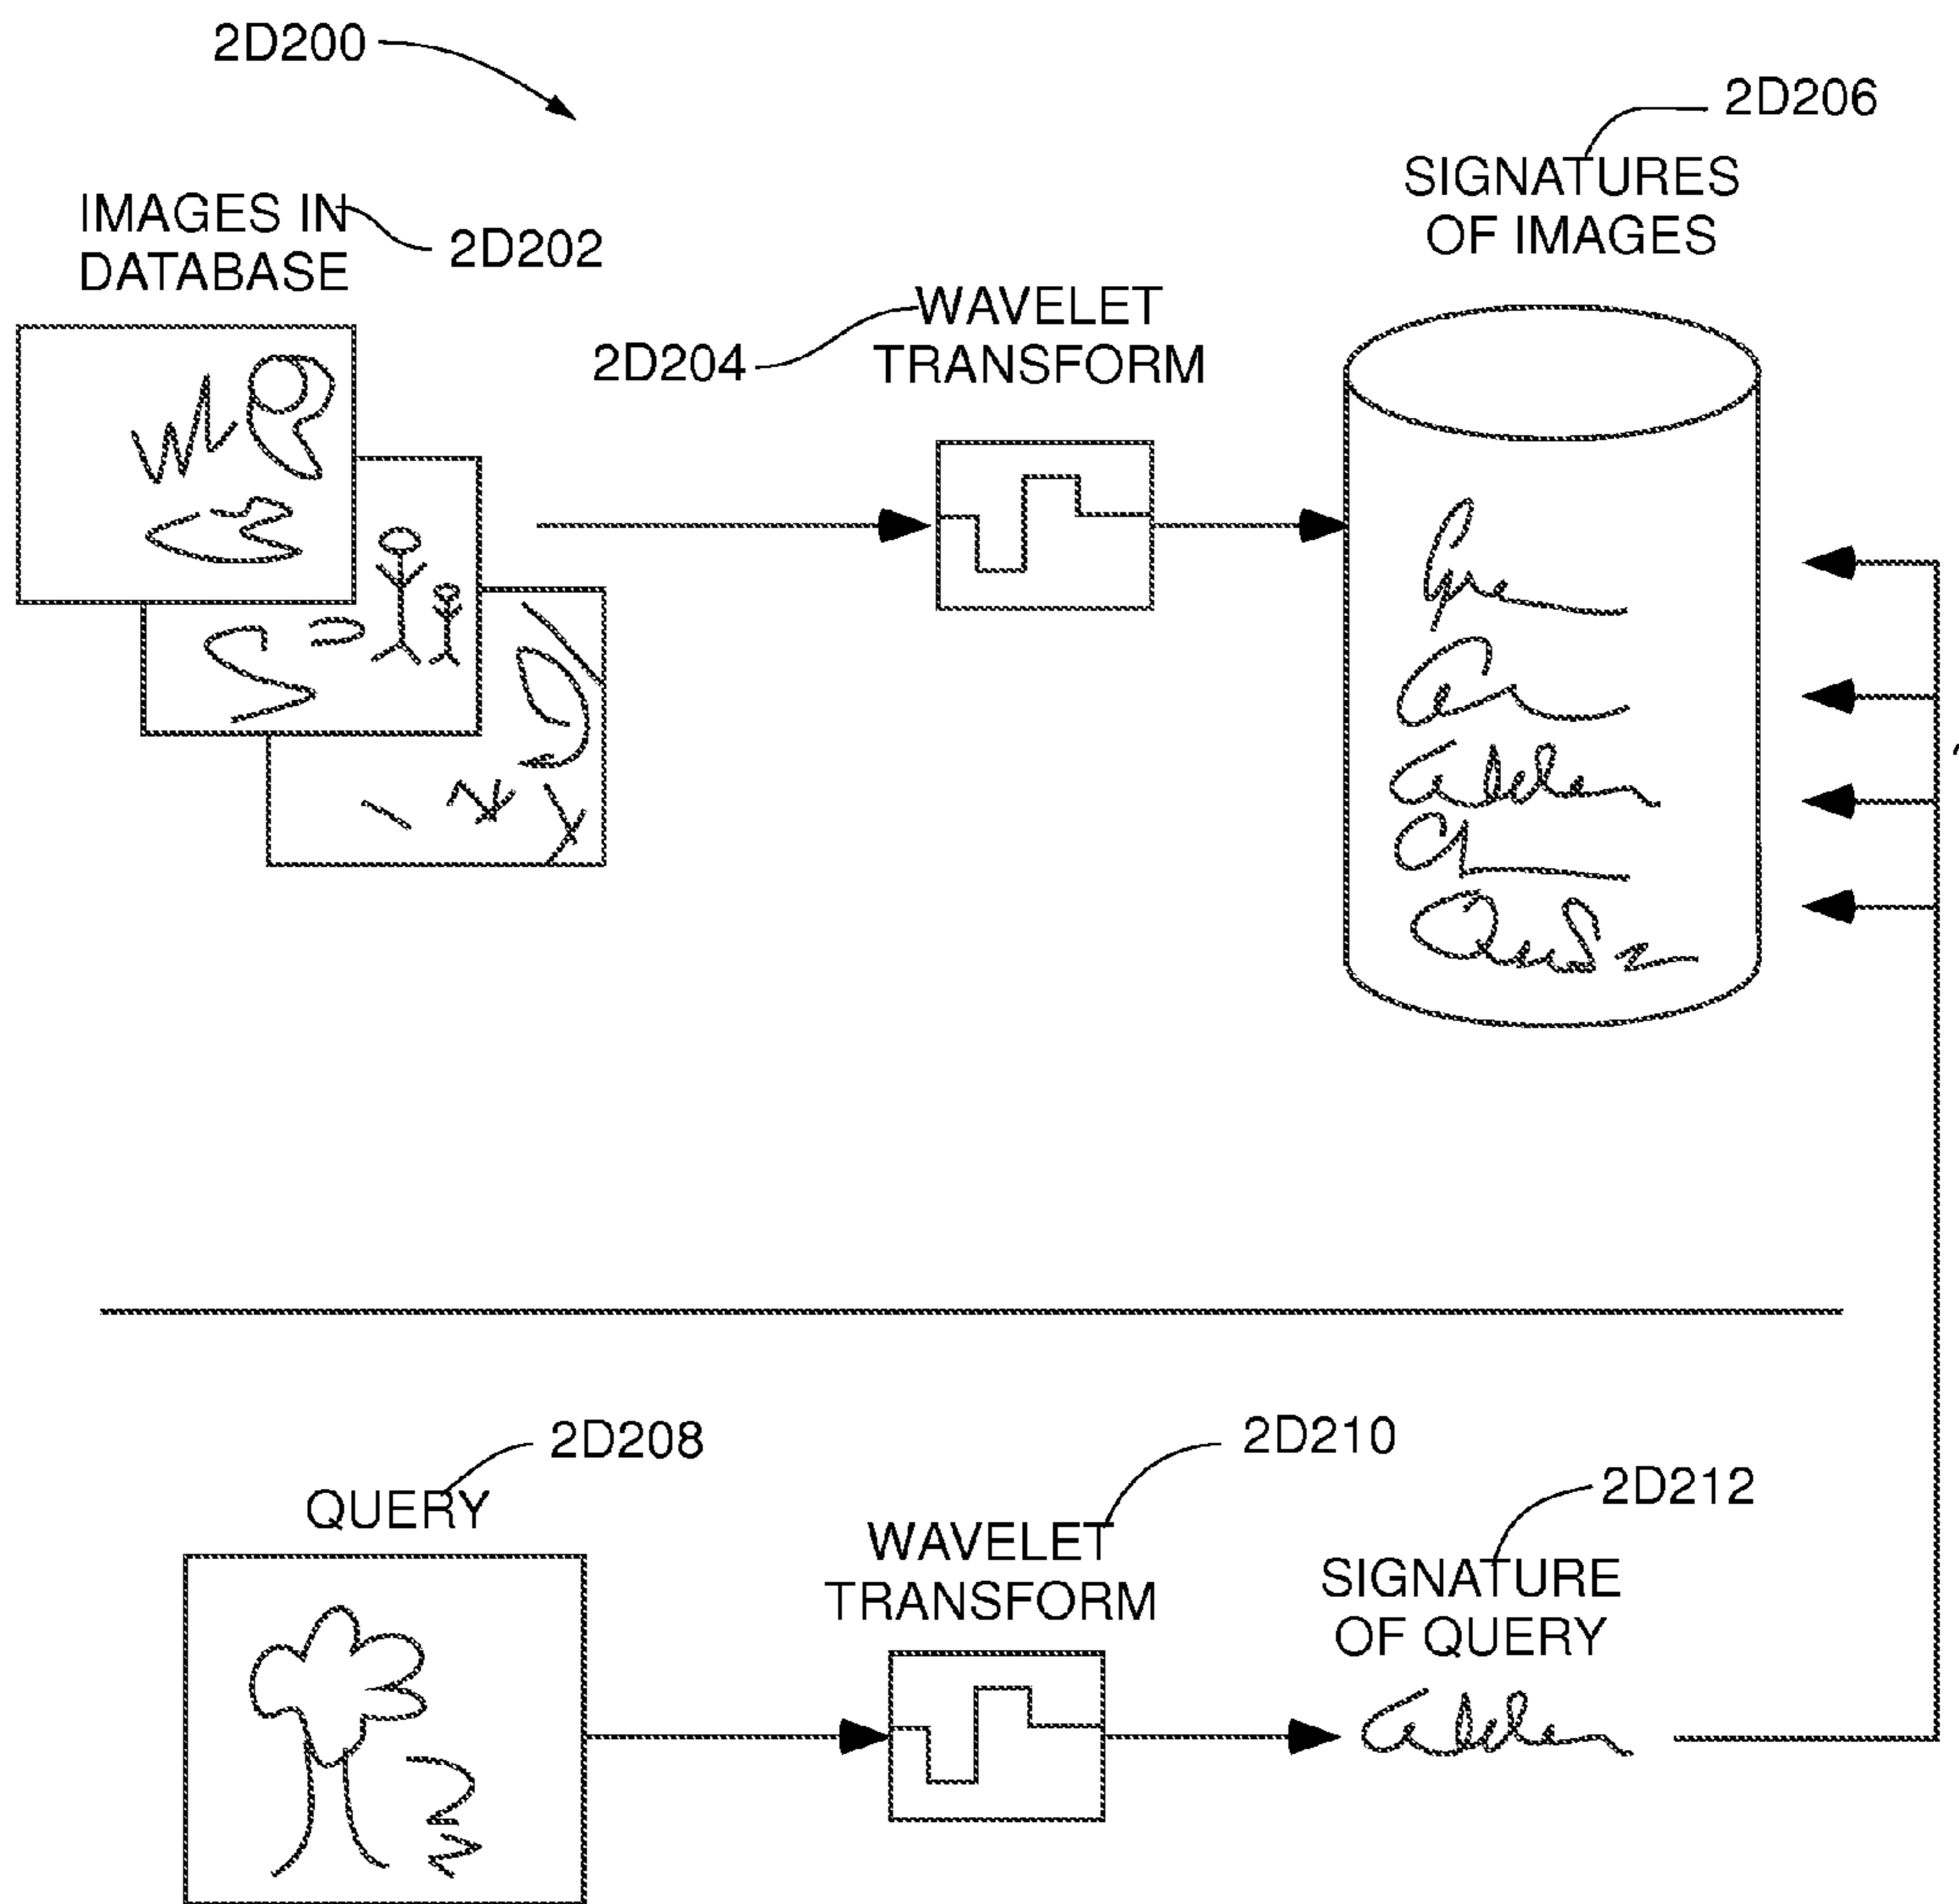 2D200
2D206
SIGNATURES
OF IMAGES
IMAGES IN
DATABASE
2D202
WAVELET
TRANSFORM
2D204
2D208
QUERY
2D210
WAVELET
TRANSFORM
2D212
SIGNATURE
OF QUERY